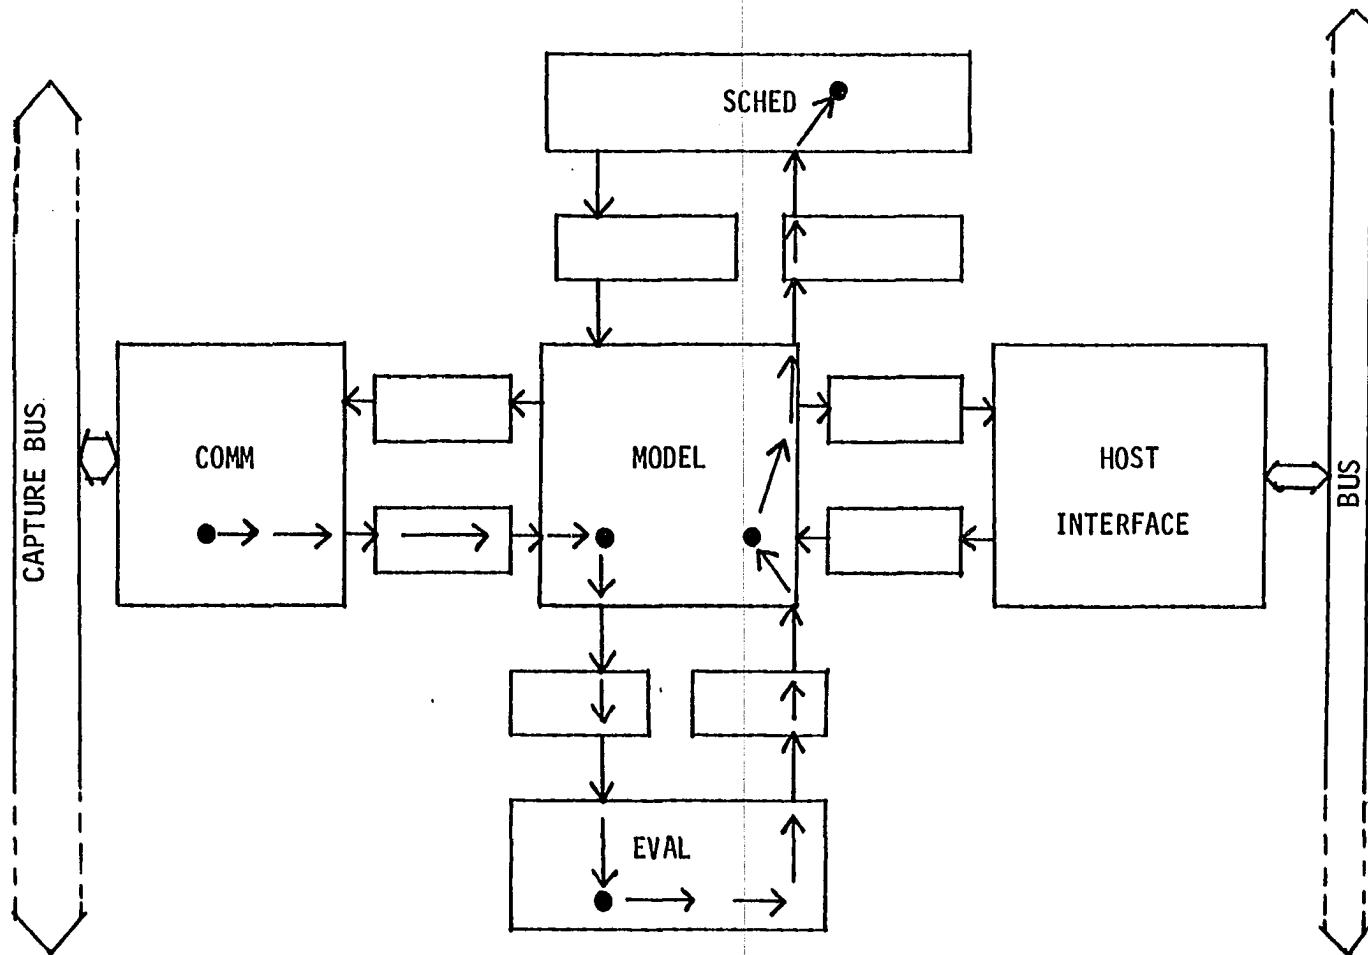 SCHED
CAPTURE BUS
COMM
MODEL
HOST
INTERFACE
BUS
EVAL